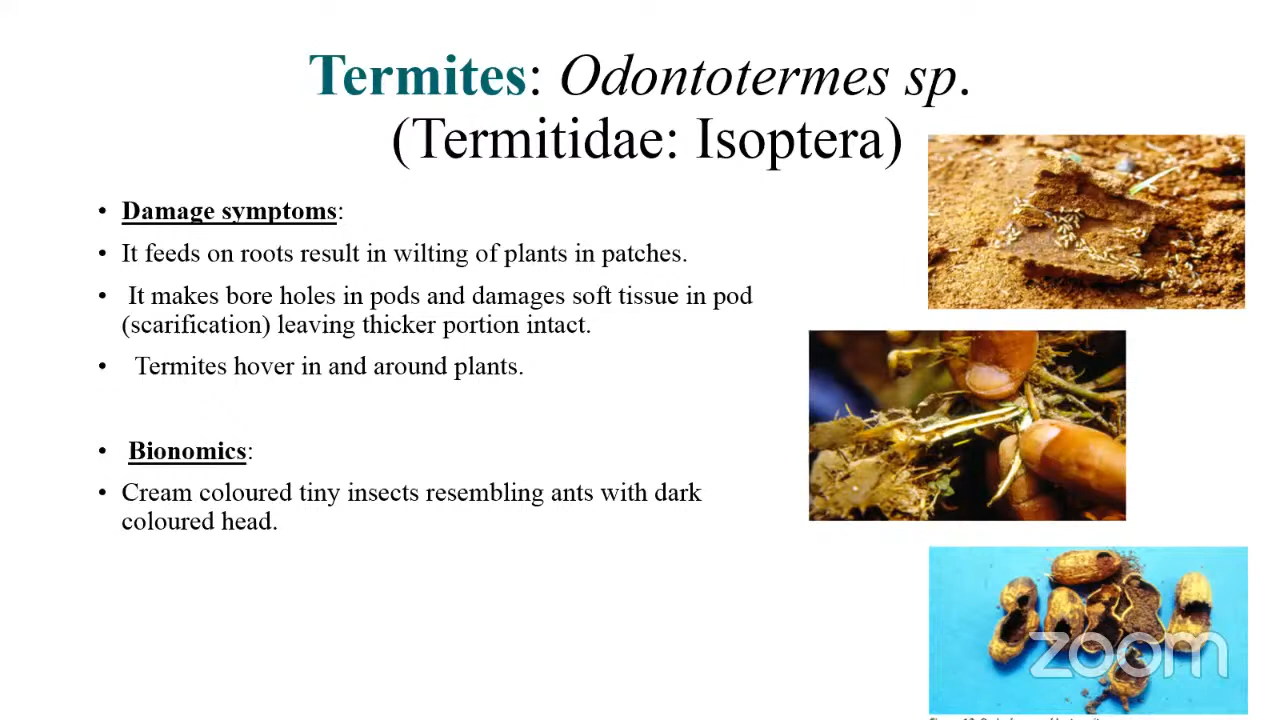 Termites: Odontotermes sp.
(Termitidae: Isoptera)
• Damage symptoms:
• It feeds on roots result in wilting of plants in patches.
• It makes bore holes in pods and damages soft tissue in pod
(scarification) leaving thicker portion intact.
• Termites hover in and around plants.
• Bionomics:
• Cream coloured tiny insects resembling ants with dark
coloured head.
zoom